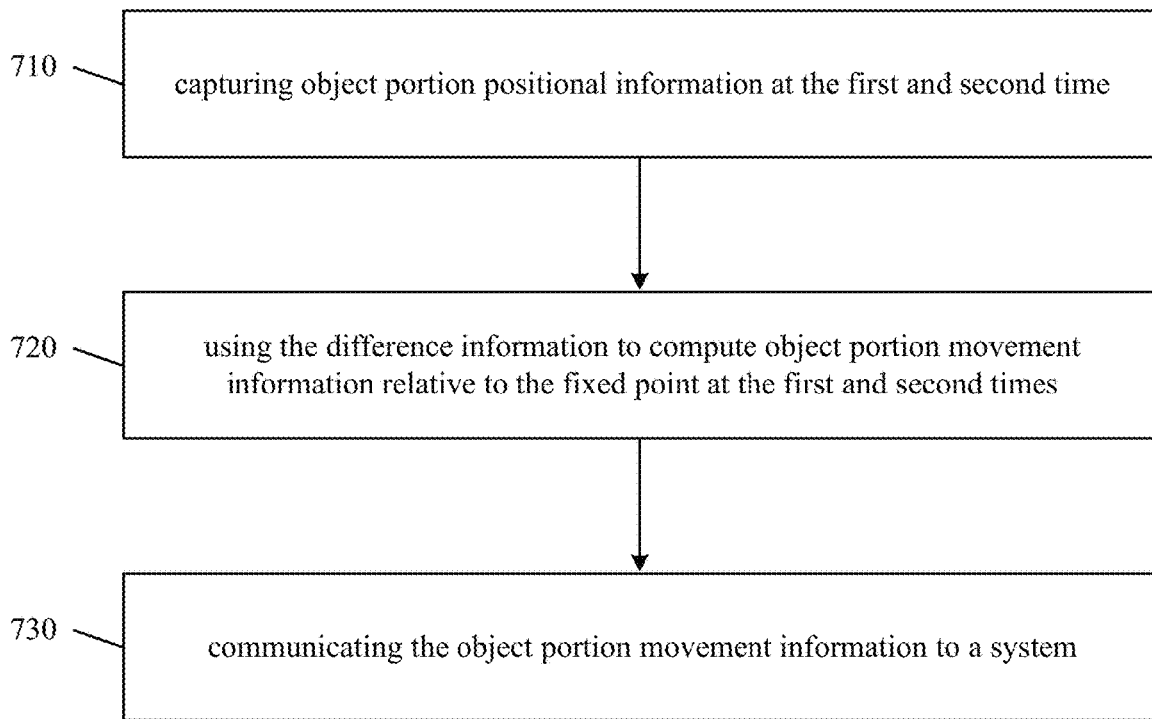 710
capturing object portion positional information at the first and second time
720
using the difference information to compute object portion movement
information relative to the fixed point at the first and second times
730
communicating the object portion movement information to a system